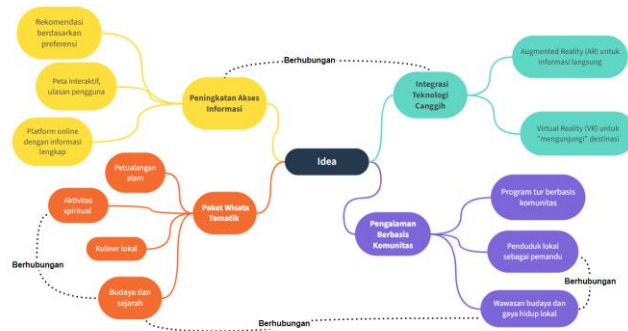 Rekomendasi
berdasarkan
preferensi
Peta interaktif,
ulasan pengguna
Platform online
dengan informasi
lengkap
Peningkatan Akses
Informasi
Berhubungan
Integrasi
Teknologi
Canggih
Augmented Reality (AR) untuk
informasi langsung
Virtual Reality (VR) untuk
"mengunjungi" destinasi
Idea
Petualangan
alam
Aktivitas
spiritual
Kuliner lokal
Budaya dan
sejarah
Paket Wisata
Tematik
Berhubungan
Pengalaman
Berbasis
Komunitas
Program tur berbasis
komunitas
Penduduk lokal
sebagai pemandu
Wawasan budaya dan
gaya hidup lokal
Berhubungan
Berhubungan